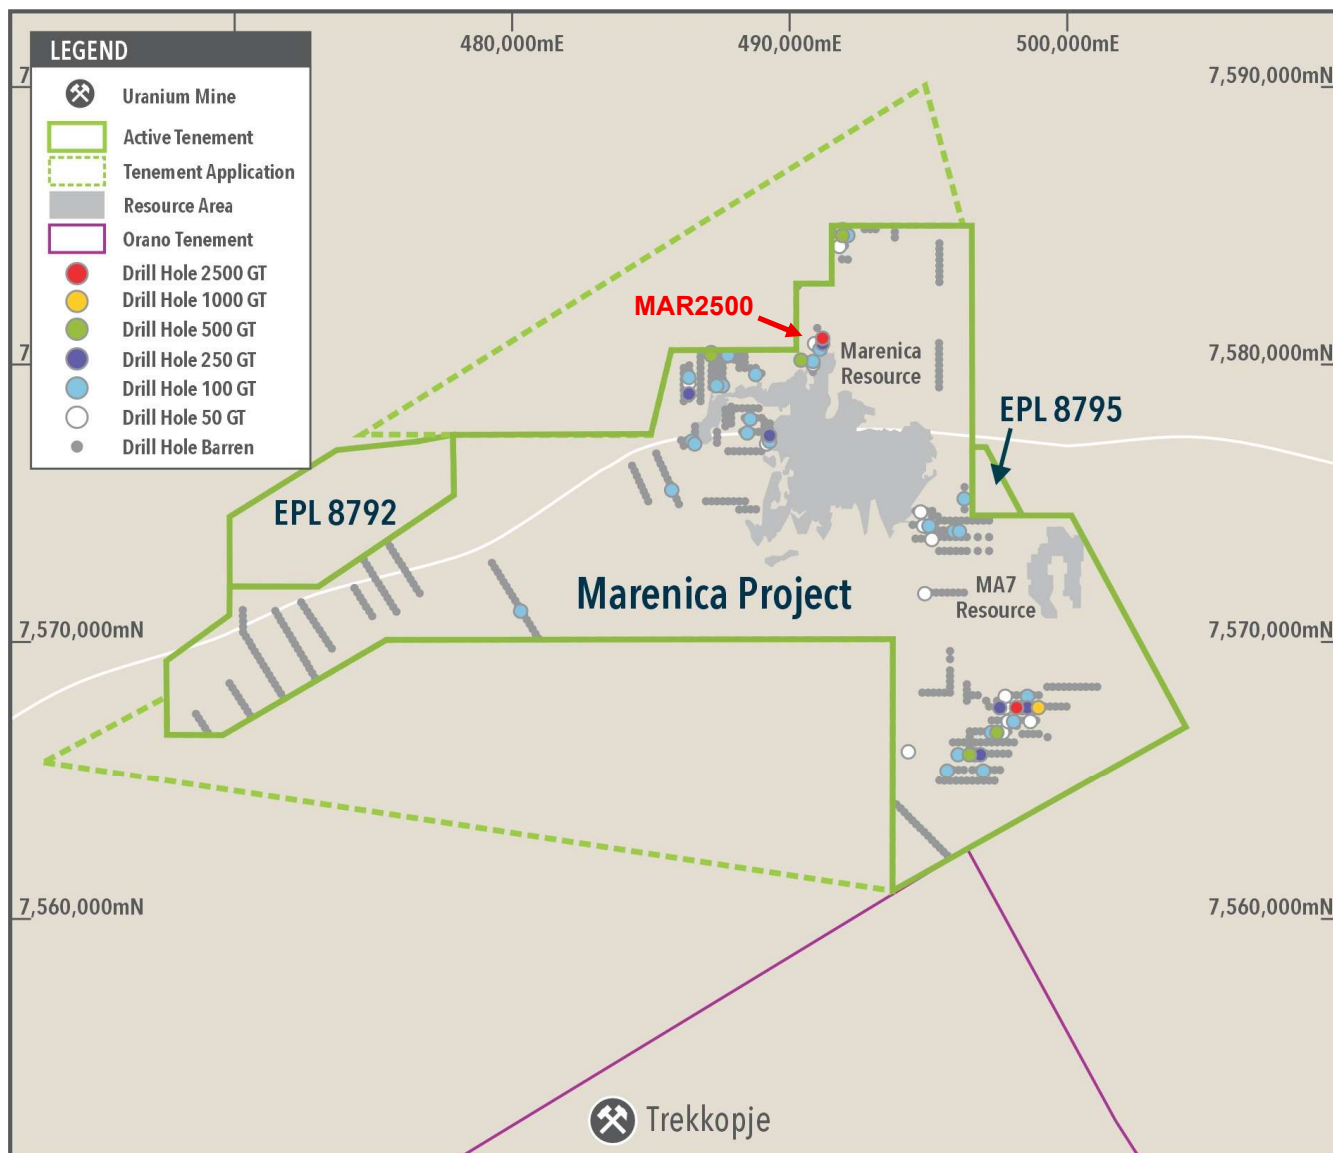 480,000mE
490,000mE
500,000mE
LEGEND
Uranium Mine
Active Tenement
Tenement Application
Resource Area
Orano Tenement
Drill Hole 2500 GT
Drill Hole 1000 GT
Drill Hole 500 GT
Drill Hole 250 GT
Drill Hole 100 GT
Drill Hole 50 GT
Drill Hole Barren
7
7,590,000mN
MAR2500
Marenica
Resource
7,580,000mN
EPL 8795
EPL 8792
Marenica Project
MA7
Resource
7,570,000mN
7,570,000mN
7,560,000mN
7,560,000mN
Trekkopje